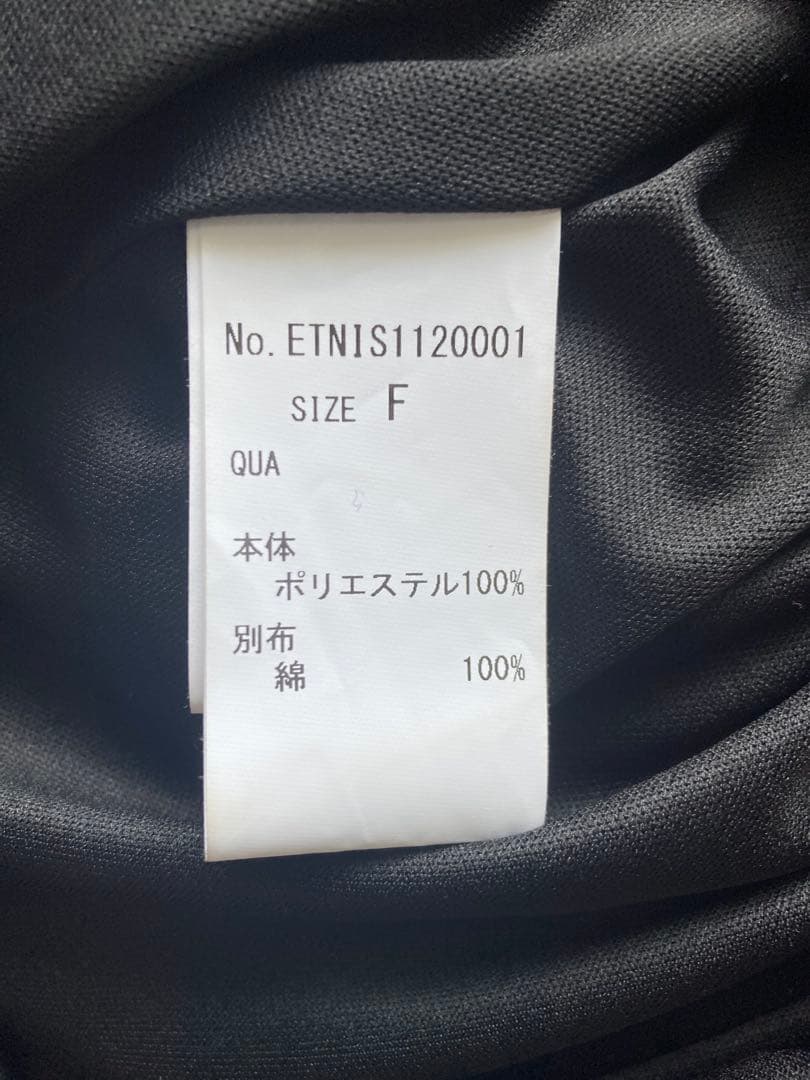 No. ETNIS1120001
SIZE F
QUA
本体
ポリエステル100%
別布
綿 100%